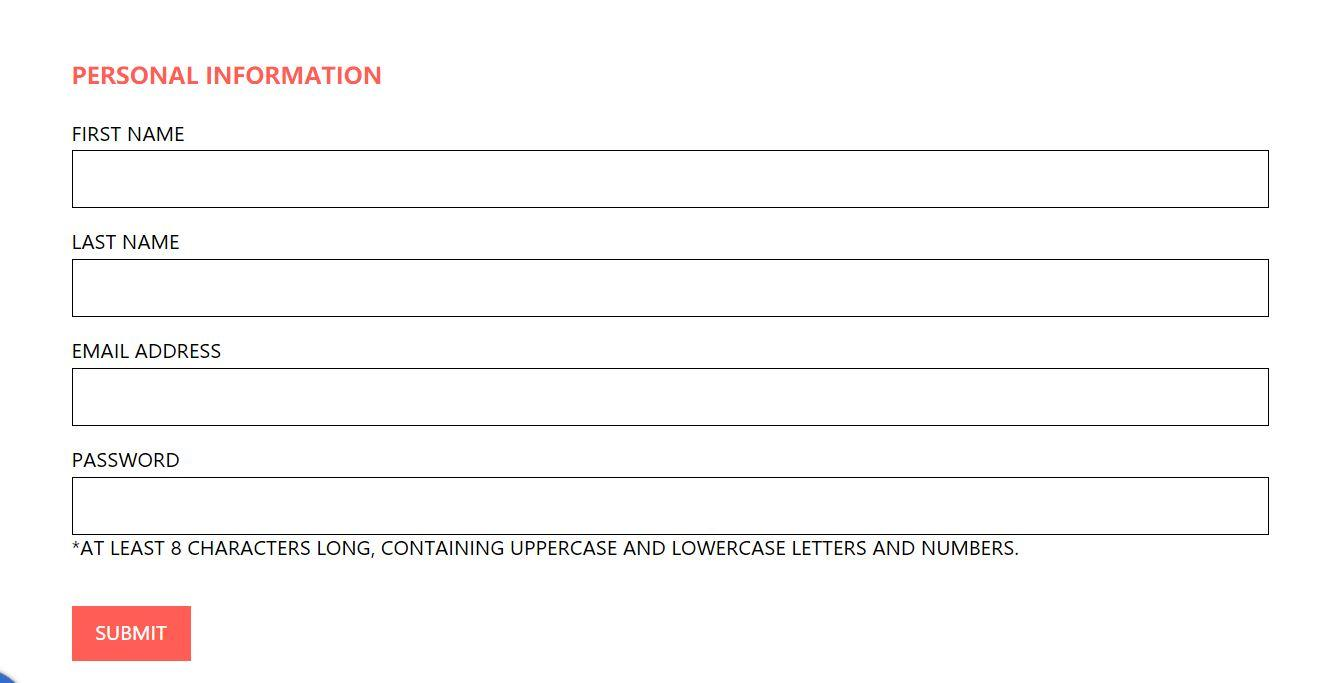 PERSONAL INFORMATION
FIRST NAME
LAST NAME
EMAIL ADDRESS
PASSWORD
*AT LEAST 8 CHARACTERS LONG, CONTAINING UPPERCASE AND LOWERCASE LETTERS AND NUMBERS.
SUBMIT